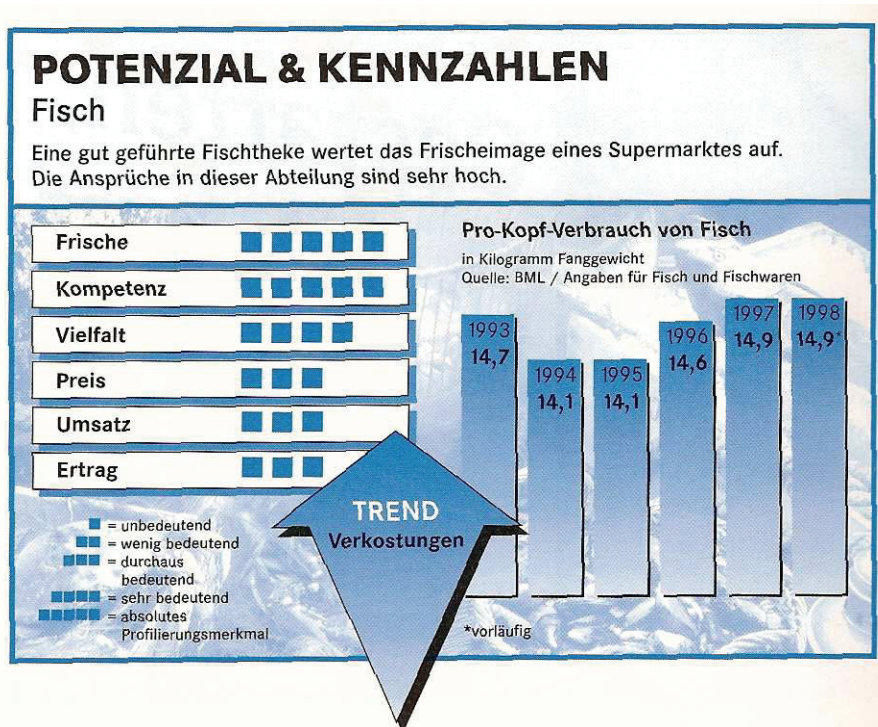 POTENZIAL & KENNZAHLEN
Fisch
Eine gut geführte Fischtheke wertet das Frischeimage eines Supermarktes auf.
Die Ansprüche in dieser Abteilung sind sehr hoch.
Frische
Kompetenz
Vielfalt
Preis
Umsatz
Ertrag
= unbedeutend
= wenig bedeutend
= durchaus
bedeutend
= sehr bedeutend
= absolutes
Profilierungsmerkmal
TREND
Verkostungen
Pro-Kopf-Verbrauch von Fisch
in Kilogramm Fanggewicht
Quelle: BML / Angaben für Fisch und Fischwaren
1993
14,7
1994
14,1
1995
14,1
1996
14,6
1997
14,9
1998
14,9*
*vorläufig